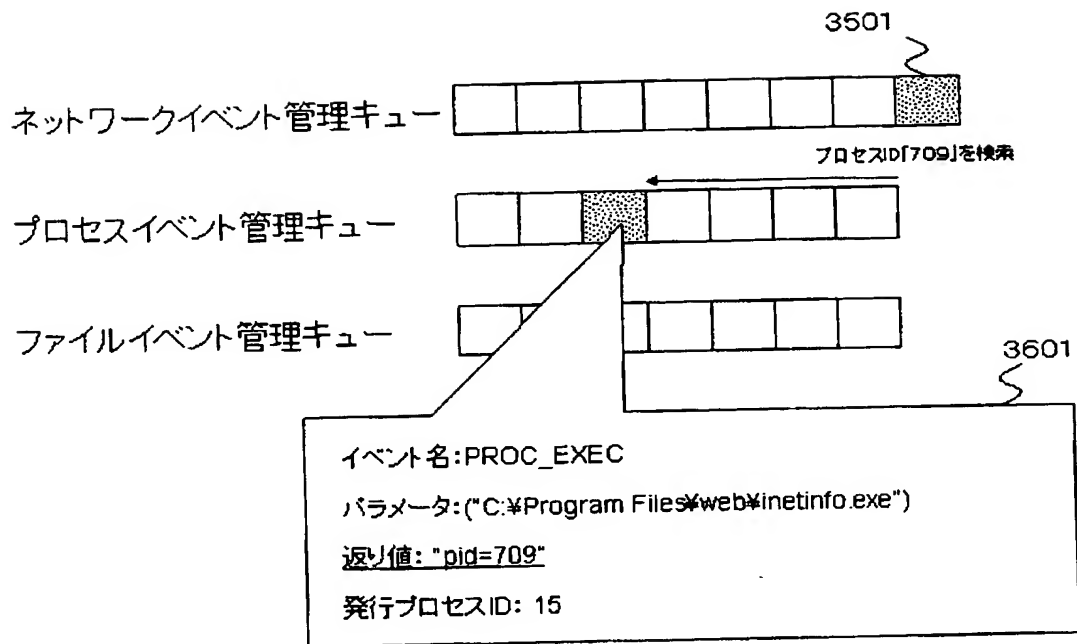 3501
ネットワークイベント管理キュー
プロセスID「709」を検索
プロセスイベント管理キュー
ファイルイベント管理キュー
3601
イベント名:PROC_EXEC
パラメータ:("C:¥Program Files¥web¥inetinfo.exe")
返り値: "pid=709"
発行プロセスID: 15